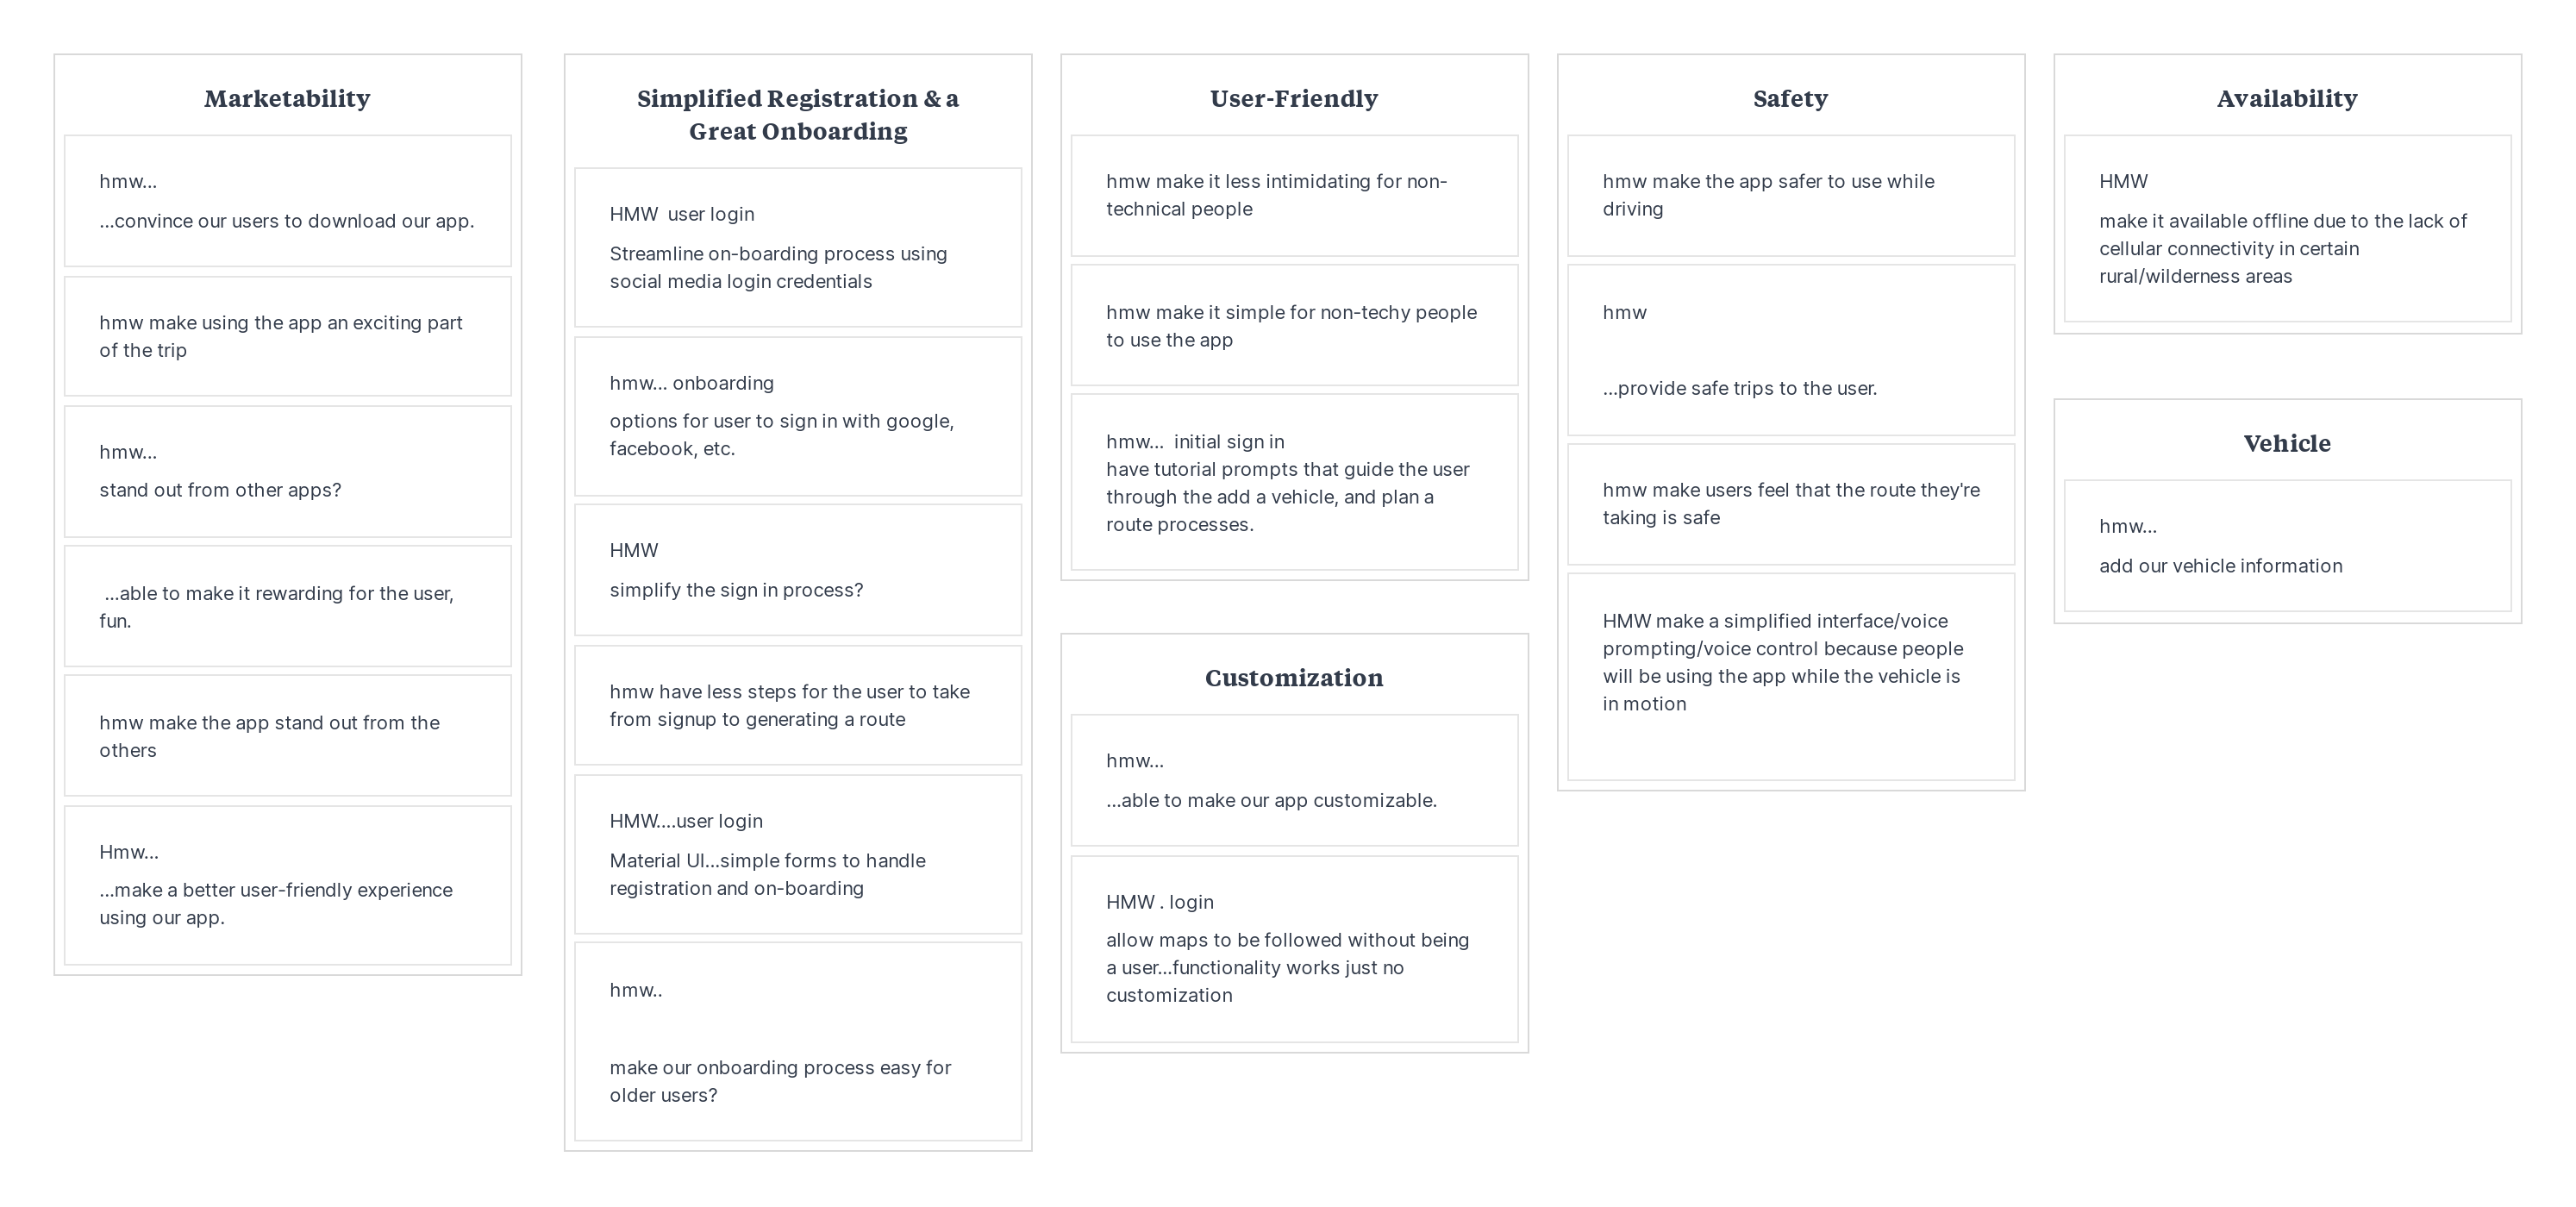 Marketability
hmw...
...convince our users to download our app.
hmw make using the app an exciting part
of the trip
hmw...
stand out from other apps?
...able to make it rewarding for the user,
fun.
hmw make the app stand out from the
others
Hmw...
...make a better user-friendly experience
using our app.
Simplified Registration & a
Great Onboarding
HMW  user login
Streamline on-boarding process using
social media login credentials
hmw... onboarding
options for user to sign in with google,
facebook, etc.
HMW
simplify the sign in process?
hmw have less steps for the user to take
from signup to generating a route
HMW....user login
Material UI...simple forms to handle
registration and on-boarding
hmw..
make our onboarding process easy for
older users?
User-Friendly
hmw make it less intimidating for non-
technical people
hmw make it simple for non-techy people
to use the app
hmw...  initial sign in
have tutorial prompts that guide the user
through the add a vehicle, and plan a
route processes.
Customization
hmw...
...able to make our app customizable.
HMW . login
allow maps to be followed without being
a user...functionality works just no
customization
Safety
hmw make the app safer to use while
driving
hmw
...provide safe trips to the user.
hmw make users feel that the route they're
taking is safe
HMW make a simplified interface/voice
prompting/voice control because people
will be using the app while the vehicle is
in motion
Availability
HMW
make it available offline due to the lack of
cellular connectivity in certain
rural/wilderness areas
Vehicle
hmw...
add our vehicle information